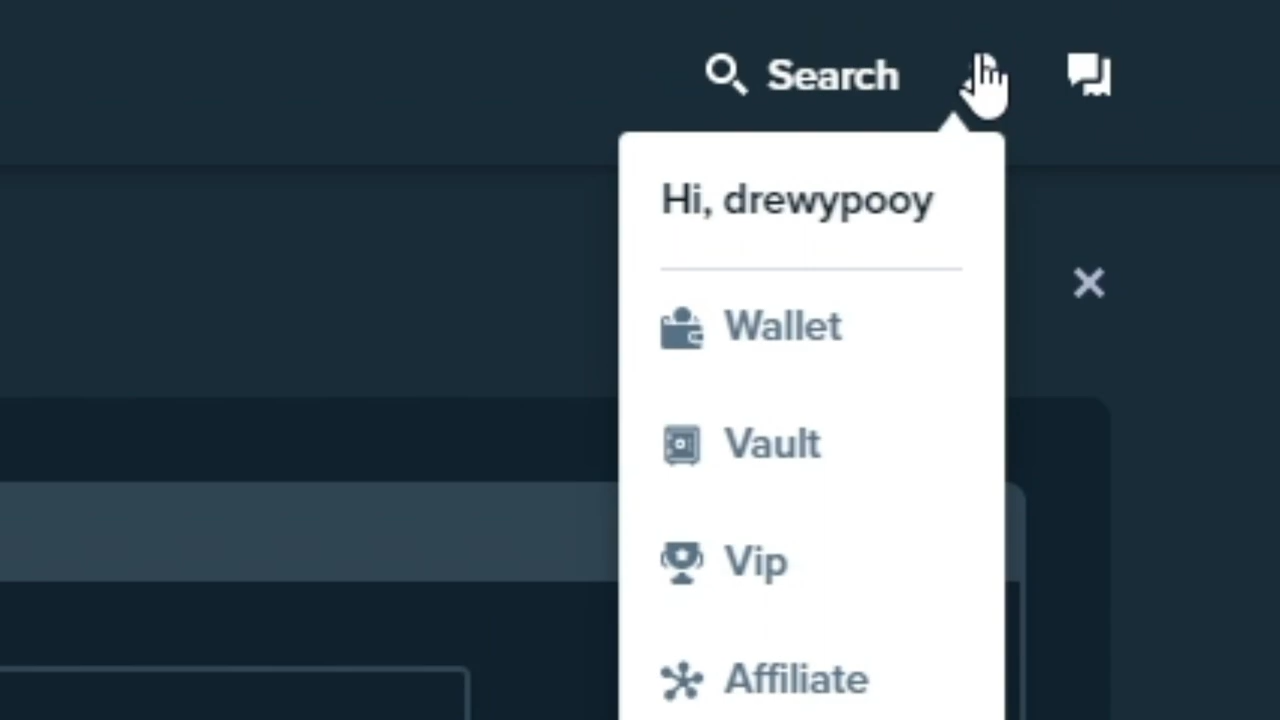 Search
Hi, drewypooy
Wallet
Vault
Vip
Affiliate